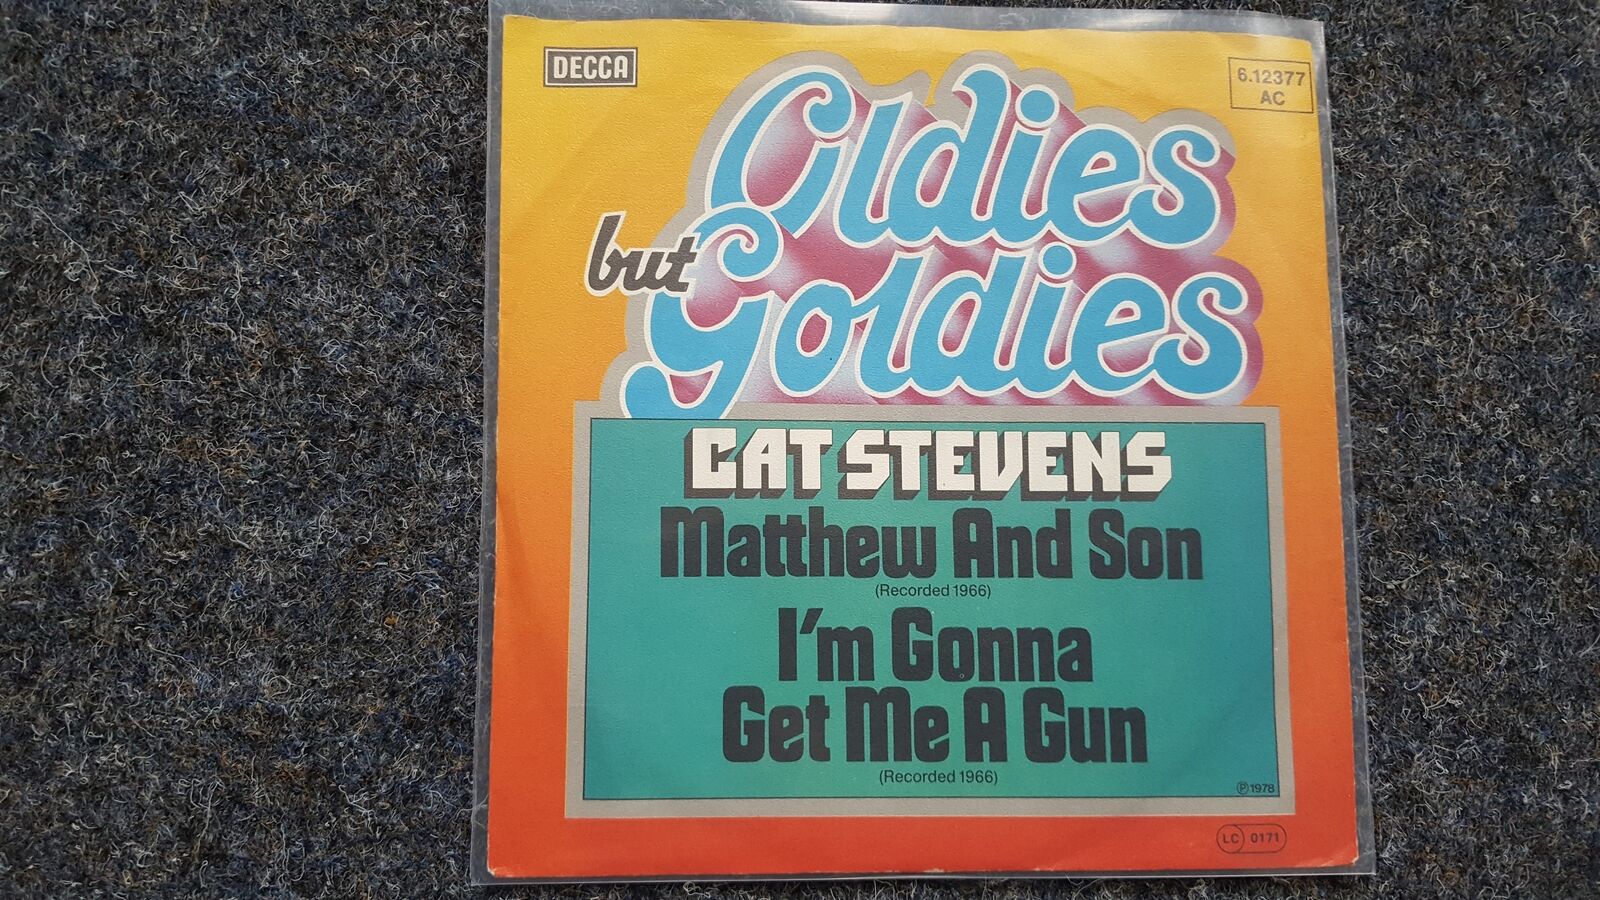 DECCA
6.12377
AC
Oldies
but
Goldies
CAT STEVENS
Matthew And Son
(Recorded 1966)
I'm Gonna
Get Me A Gun
(Recorded 1966)
℗1978
LC 0171